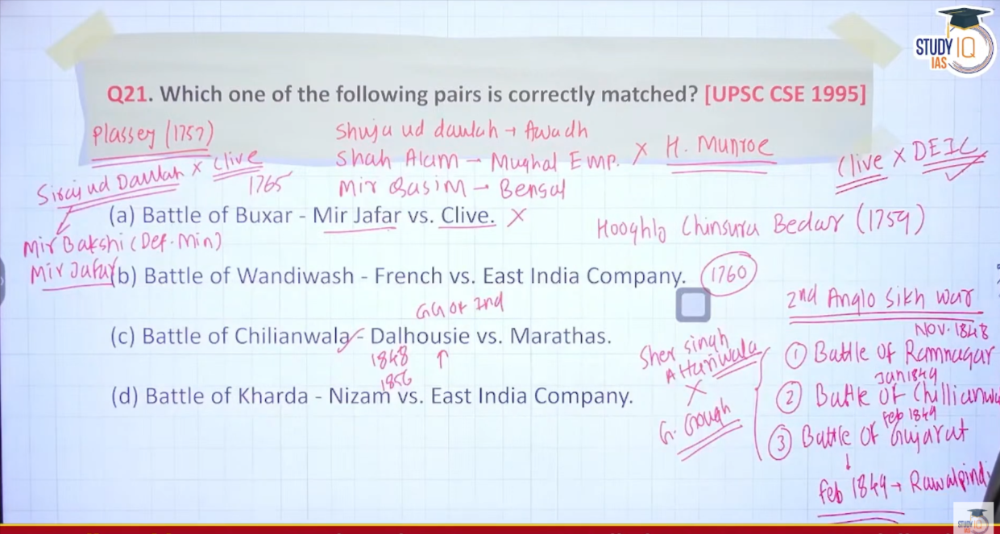 STUDY IQ
IAS
Q21. Which one of the following pairs is correctly matched? [UPSC CSE 1995]
Plassey (1757)
Siraj ud Daulah X Clive
1765
Mir Bakshi (Def. Min)
Mir Jafar
Shuja ud daulah → Awadh
Shah Alam - Mughal Emp. X H. Munroe
Mir Qasim - Bengal
Clive X DEIC
(a) Battle of Buxar - Mir Jafar vs. Clive. X
Hooghly Chinsura Bedar (1759)
(b) Battle of Wandiwash - French vs. East India Company. 1760
GG of Ind
(c) Battle of Chilianwala - Dalhousie vs. Marathas.
1848
1856
(d) Battle of Kharda - Nizam vs. East India Company.
2nd Anglo Sikh War
Nov. 1848
① Battle of Ramnagar
Jan 1849
② Battle of Chillianwa
Feb 1849
③ Battle of Gujarat
Feb 1849 → Rawalpindi
Sher Singh
Attariwala
X
G. Gough
STUDY
IAS